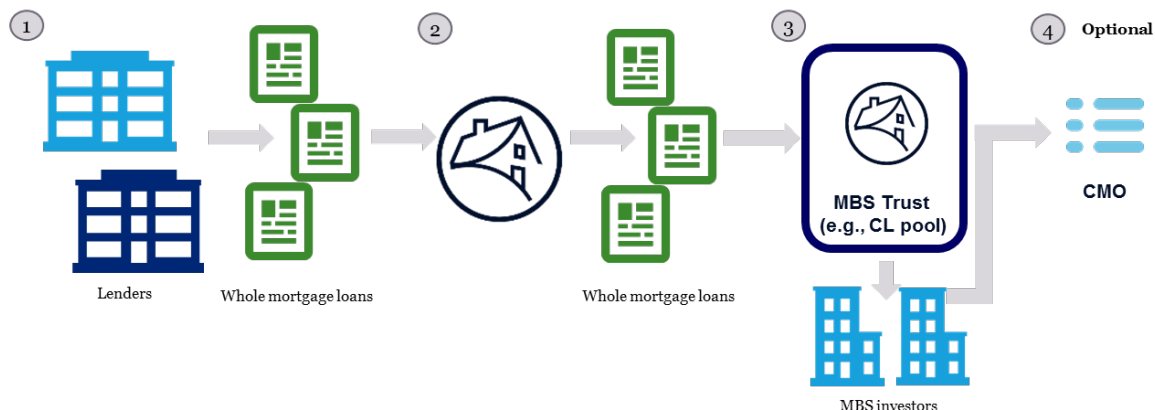 1
2
3
4
Optional
MBS Trust
(e.g., CL pool)
CMO
Lenders
Whole mortgage loans
Whole mortgage loans
MBS investors